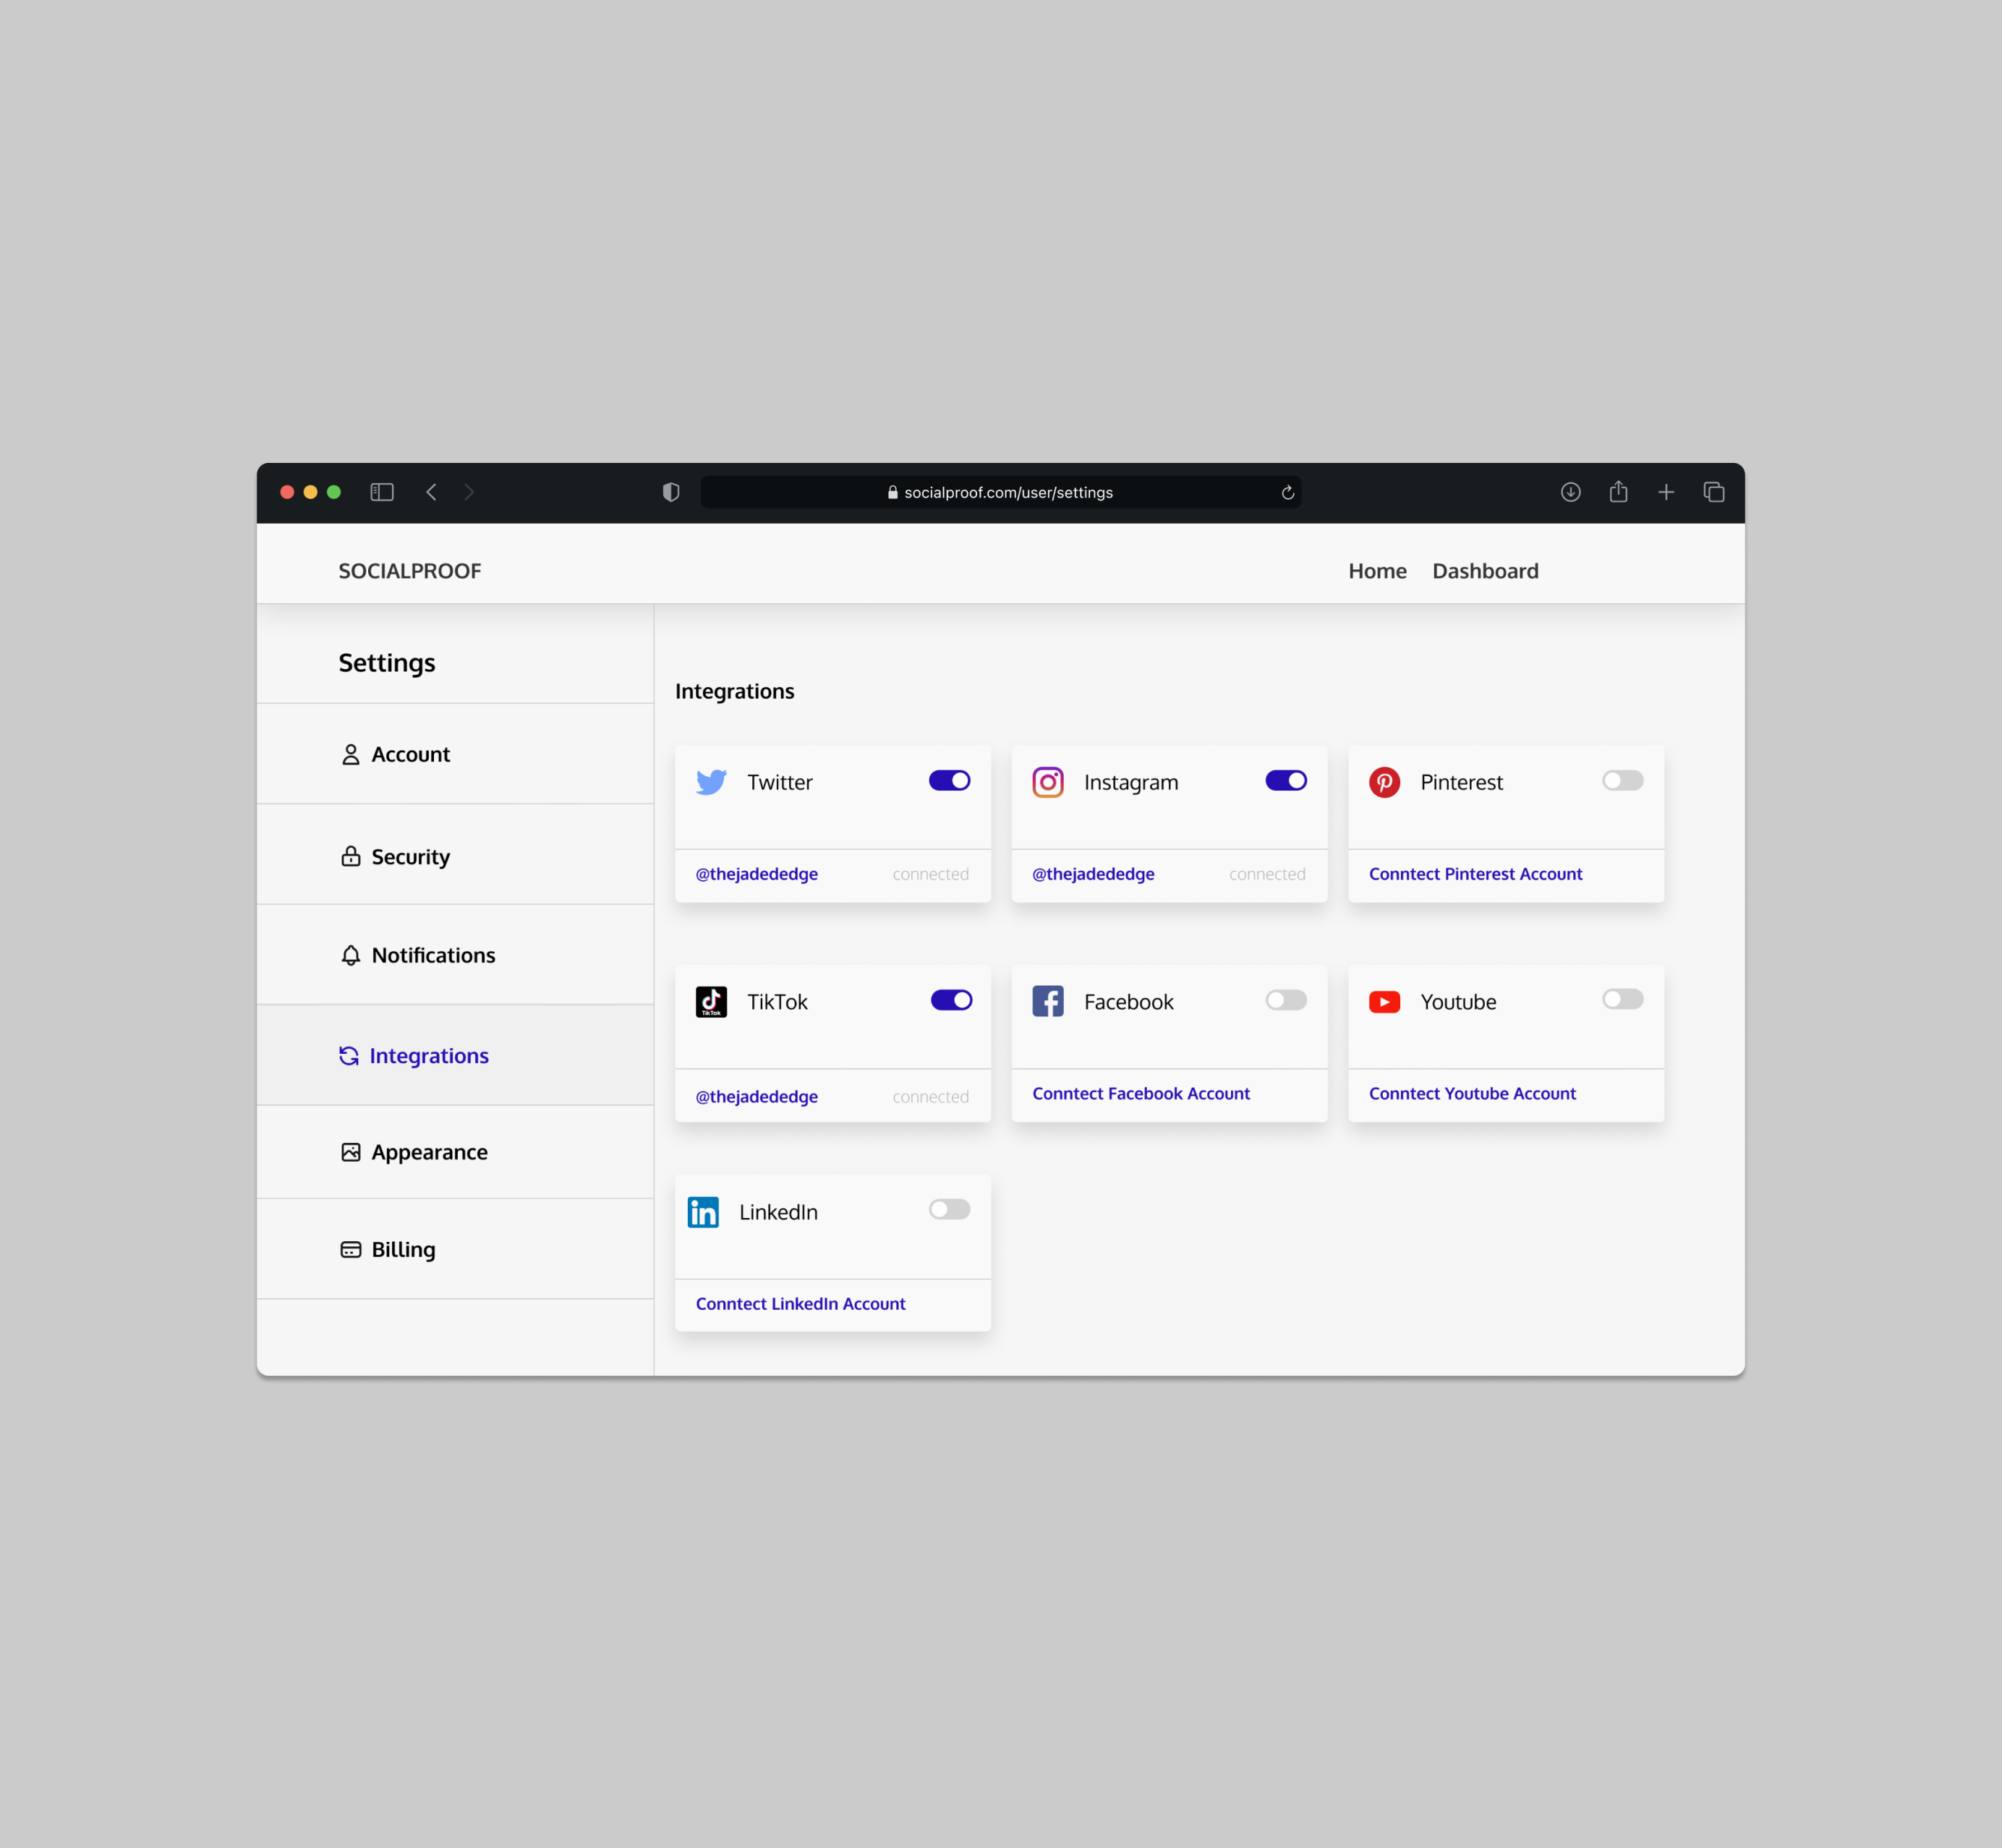 socialproof.com/user/settings
SOCIALPROOF
Home Dashboard
Settings
Account
Security
Notifications
Integrations
Appearance
Billing
Integrations
Twitter
@thejadededge connected
Instagram
@thejadededge connected
Pinterest
Conntect Pinterest Account
TikTok
TikTok
@thejadededge connected
Facebook
Conntect Facebook Account
Youtube
Conntect Youtube Account
in
LinkedIn
Conntect LinkedIn Account